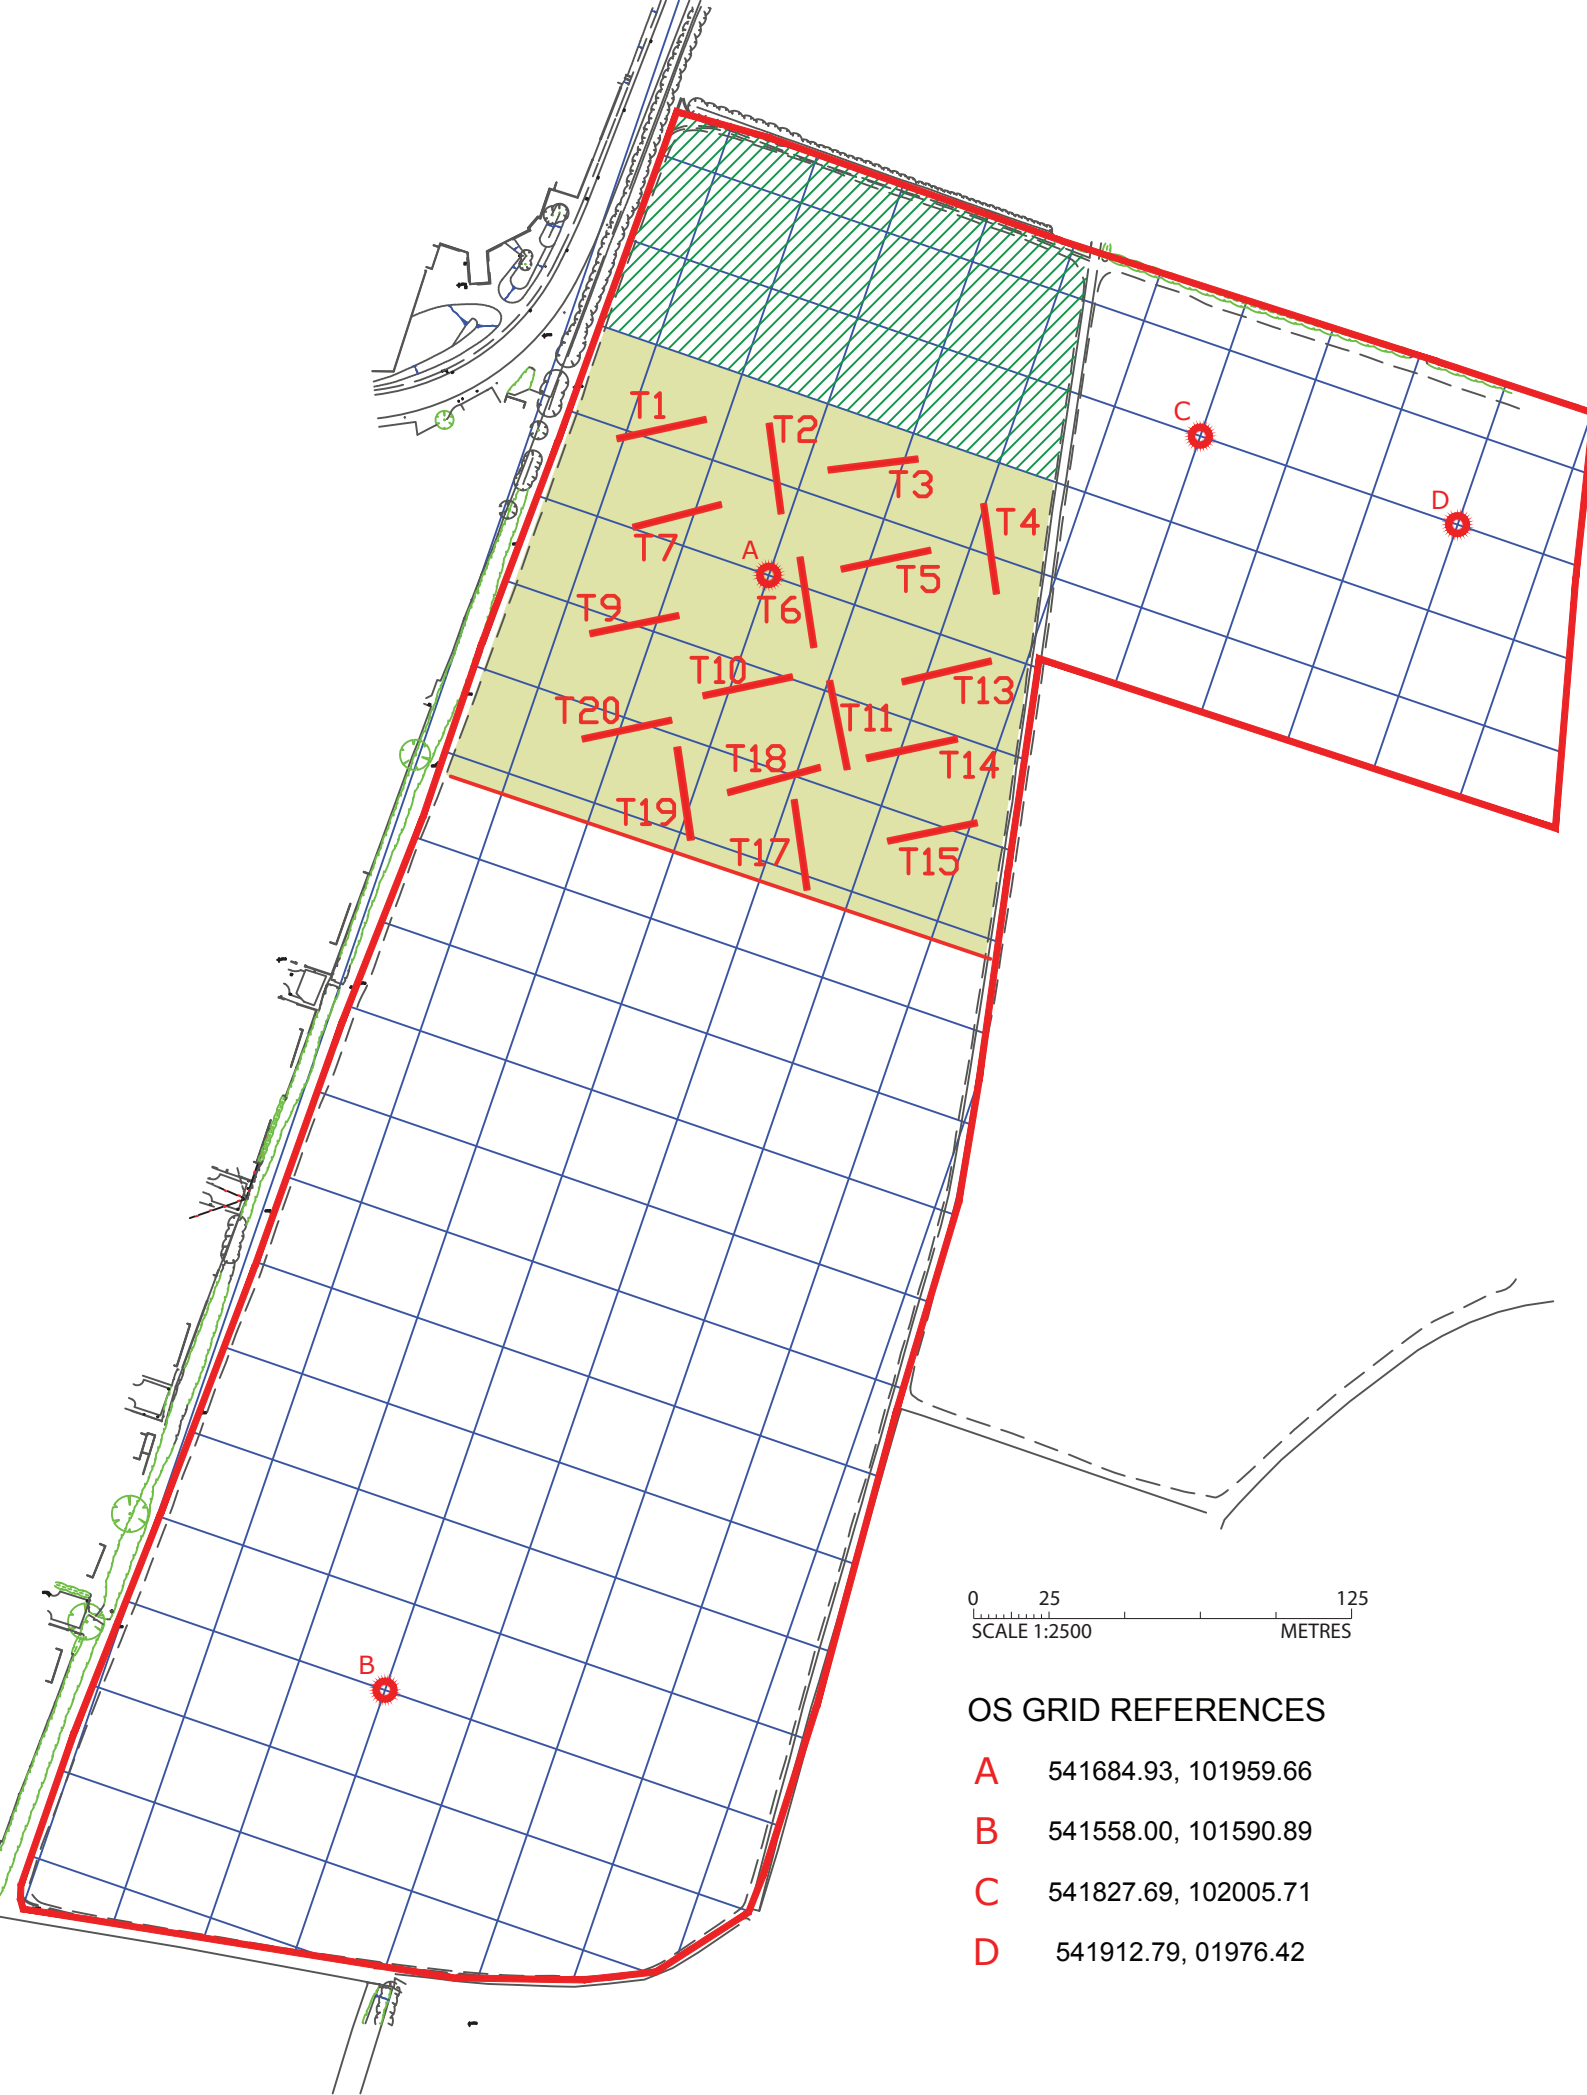 T1
T2
T3
C
D
T4
T7
A
T5
T6
T9
T10
T13
T20
T11
T18
T14
T19
T17
T15
B
0 25 125
SCALE 1:2500 METRES
OS GRID REFERENCES
A 541684.93, 101959.66
B 541558.00, 101590.89
C 541827.69, 102005.71
D 541912.79, 01976.42